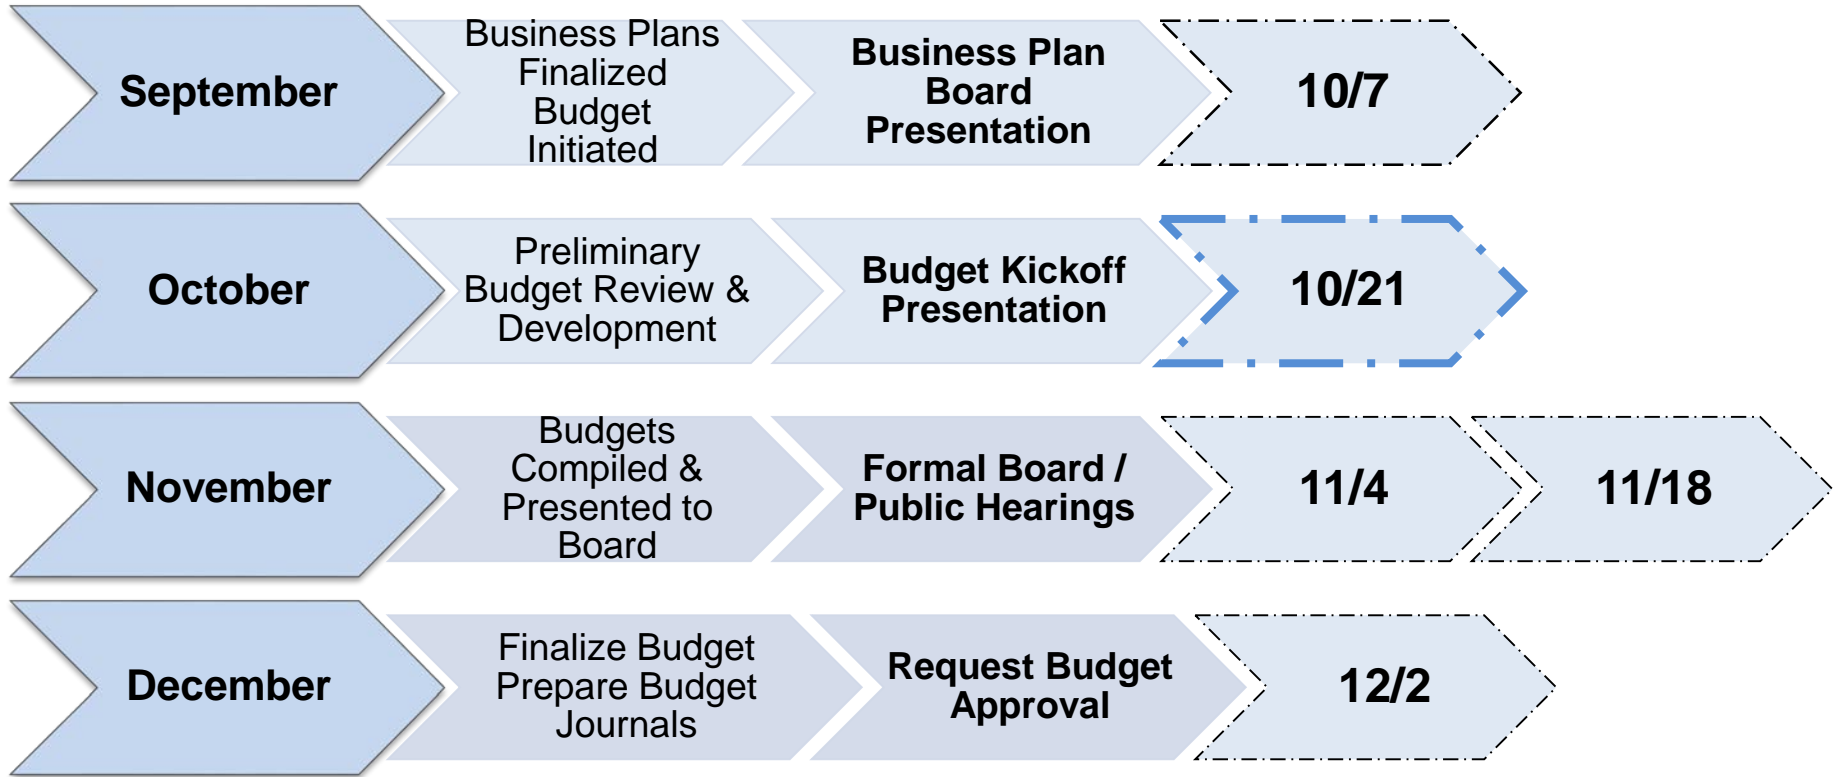 September
Business Plans
Finalized
Budget
Initiated
Business Plan
Board
Presentation
10/7
October
Preliminary
Budget Review &
Development
Budget Kickoff
Presentation
10/21
November
Budgets
Compiled &
Presented to
Board
Formal Board /
Public Hearings
11/4
11/18
December
Finalize Budget
Prepare Budget
Journals
Request Budget
Approval
12/2